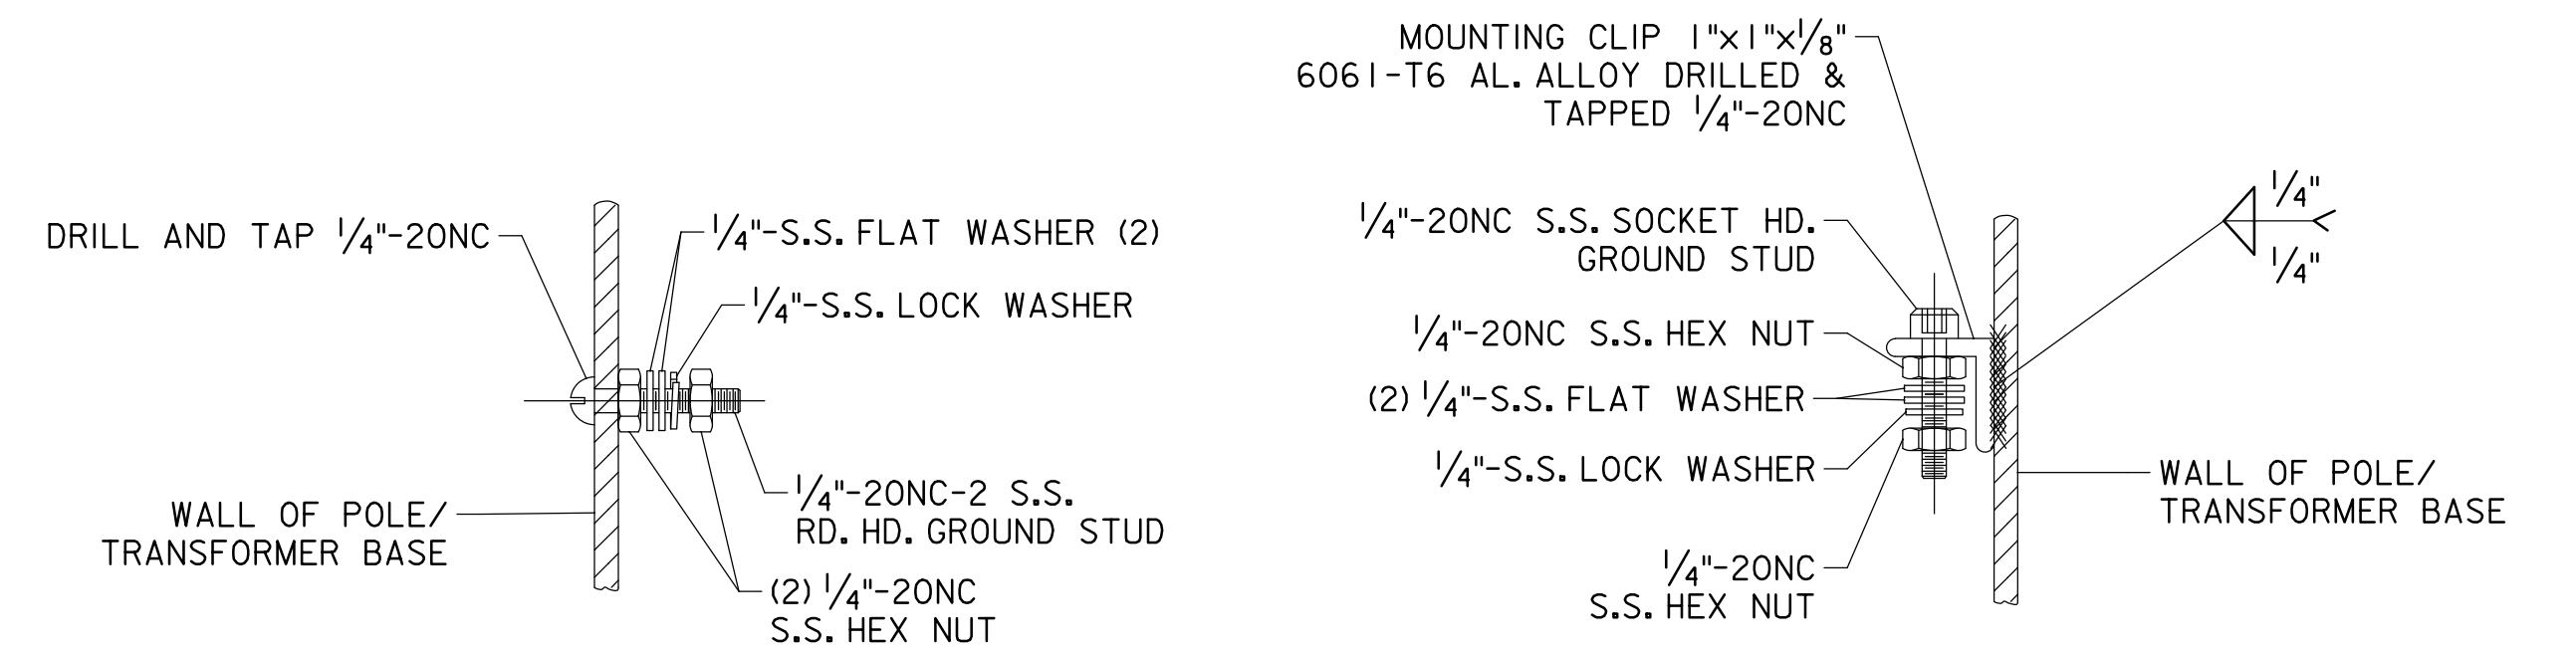 DRILL AND TAP 1/4"-20NC
1/4"-S.S. FLAT WASHER (2)
1/4"-S.S. LOCK WASHER
WALL OF POLE/
TRANSFORMER BASE
1/4"-20NC-2 S.S.
RD. HD. GROUND STUD
(2) 1/4"-20NC
S.S. HEX NUT
MOUNTING CLIP 1"x1"x1/8"
6061-T6 AL. ALLOY DRILLED &
TAPPED 1/4"-20NC
1/4"-20NC S.S. SOCKET HD.
GROUND STUD
1/4"-20NC S.S. HEX NUT
(2) 1/4"-S.S. FLAT WASHER
1/4"-S.S. LOCK WASHER
1/4"-20NC
S.S. HEX NUT
1/4"
1/4"
WALL OF POLE/
TRANSFORMER BASE